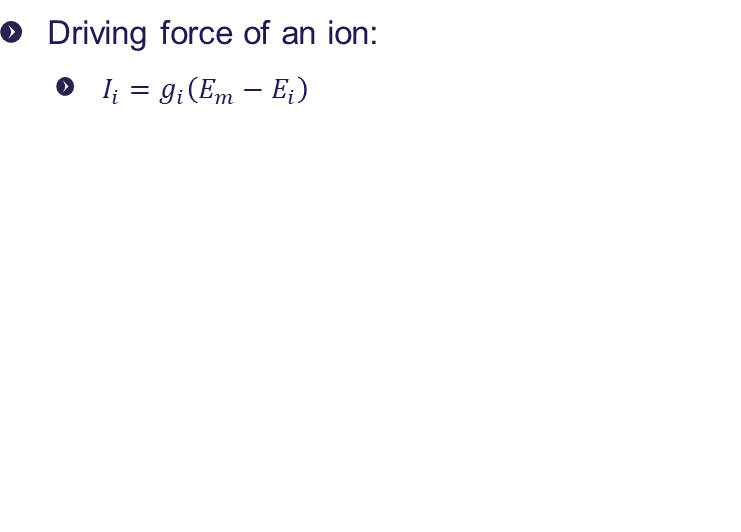 Driving force of an ion:
𝐼ᵢ = 𝑔ᵢ(𝐸ₘ − 𝐸ᵢ)